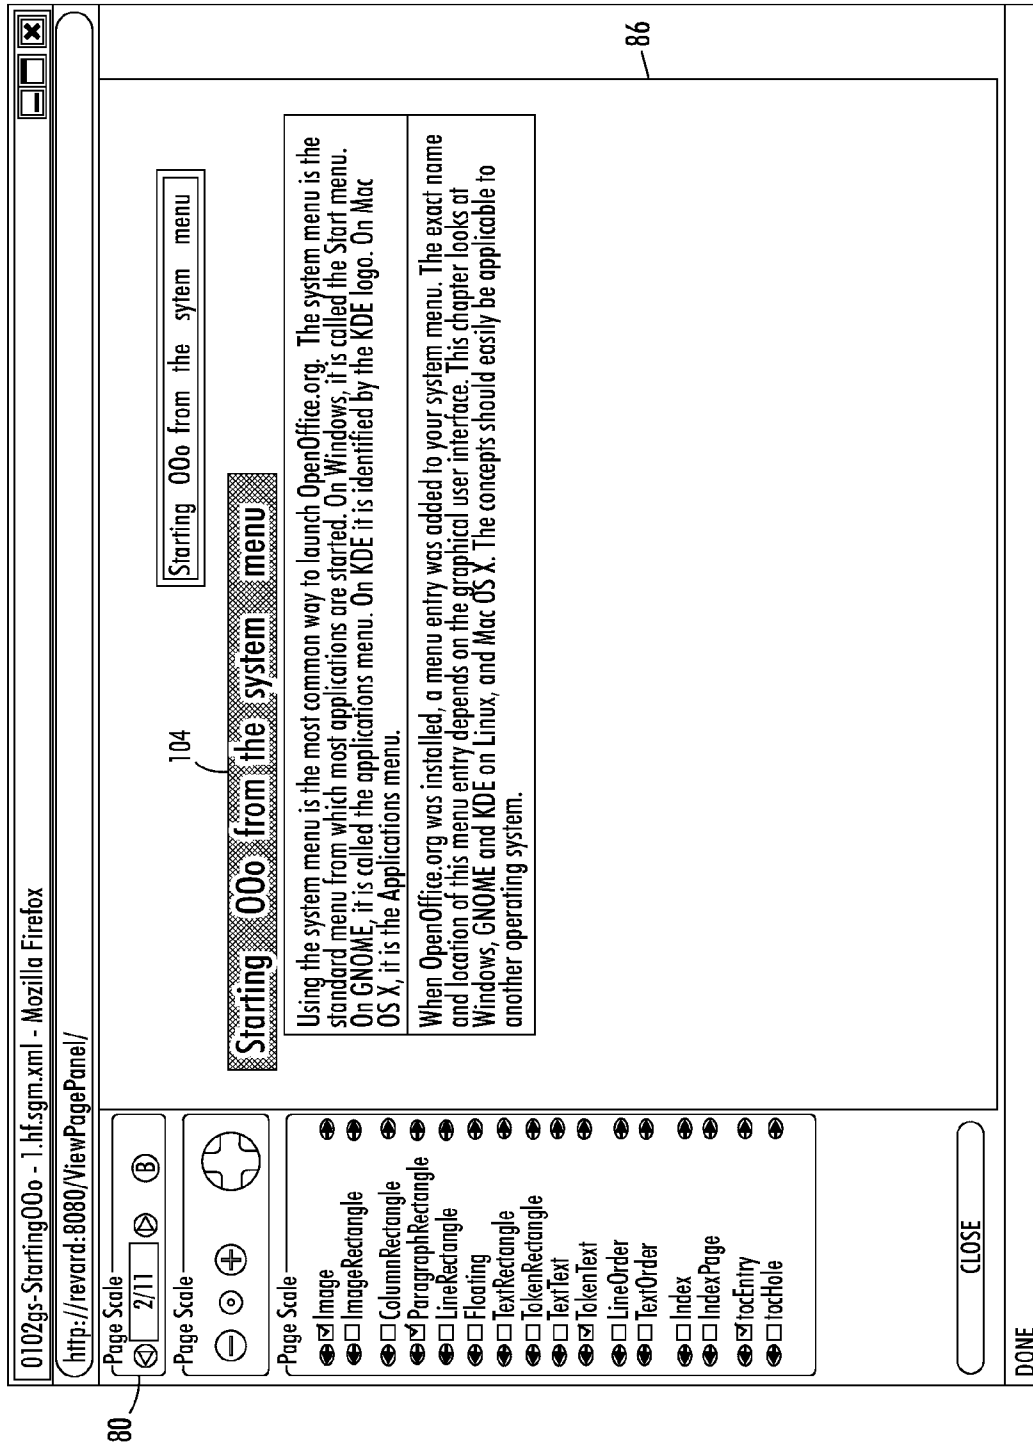 0102gs-StartingOOo - 1.hf.sgm.xml - Mozilla Firefox
http://revard:8080/ViewPagePanel/
80
Page Scale
2/11
B
Page Scale
Page Scale
Image
ImageRectangle
ColumnRectangle
ParagraphRectangle
LineRectangle
Floating
TextRectangle
TokenRectangle
TextText
TokenText
LineOrder
TextOrder
Index
IndexPage
tocEntry
tocHole
CLOSE
DONE
Starting OOo from the sytem menu
104
Starting OOo from the system menu
Using the system menu is the most common way to launch OpenOffice.org. The system menu is the
standard menu from which most applications are started. On Windows, it is called the Start menu.
On GNOME, it is called the applications menu. On KDE it is identified by the KDE logo. On Mac
OS X, it is the Applications menu.
When OpenOffice.org was installed, a menu entry was added to your system menu. The exact name
and location of this menu entry depends on the graphical user interface. This chapter looks at
Windows, GNOME and KDE on Linux, and Mac OS X. The concepts should easily be applicable to
another operating system.
86